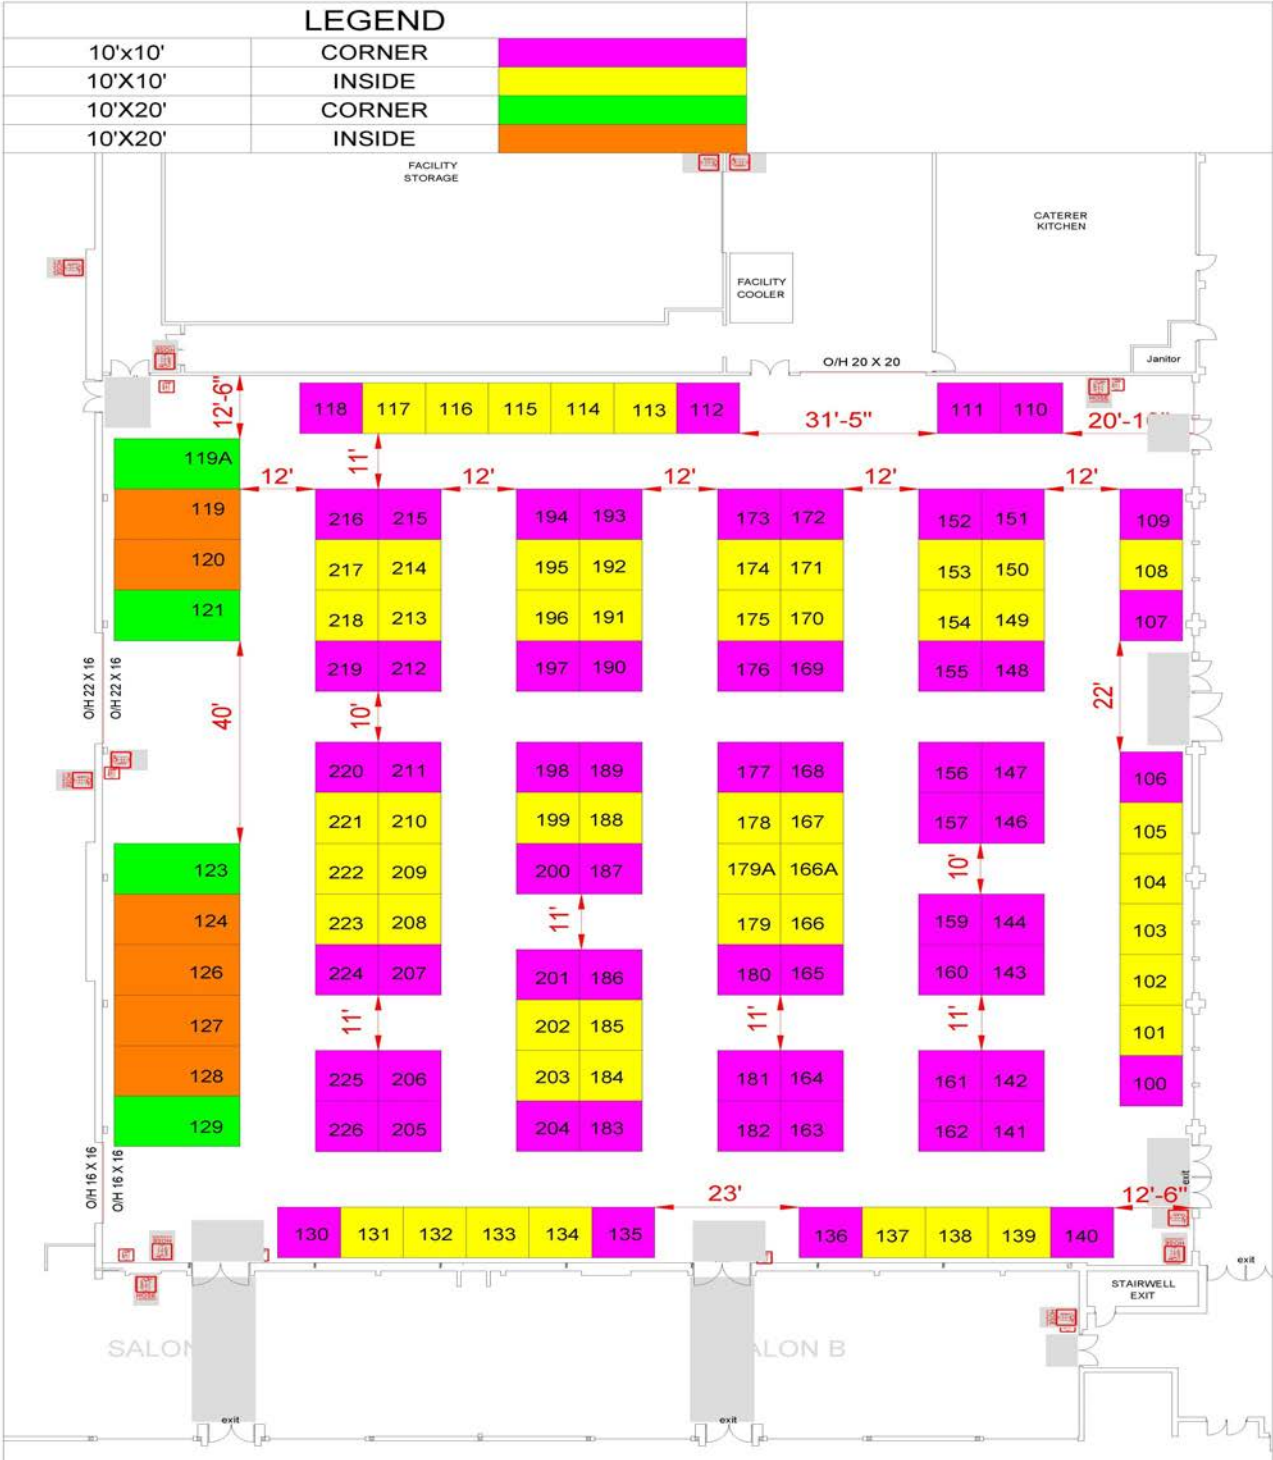 LEGEND
10'x10' CORNER
10'X10' INSIDE
10'X20' CORNER
10'X20' INSIDE
FACILITY
STORAGE
CATERER
KITCHEN
FACILITY
COOLER
O/H 20 X 20
Janitor
12'-6"
118 117 116 115 114 113 112
31'-5"
111 110
11'
119A
12' 12' 12' 12' 12'
119
216 215 194 193 173 172 152 151 109
120
217 214 195 192 174 171 153 150 108
121
218 213 196 191 175 170 154 149 107
219 212 197 190 176 169 155 148
O/H 22 X 16
O/H 22 X 16
40'
10'
22'
220 211 198 189 177 168 156 147 106
221 210 199 188 178 167 157 146 105
123
222 209 200 187 179A 166A 10' 104
124
223 208 11' 179 166 159 144 103
126
224 207 201 186 180 165 160 143 102
127
11' 202 185 11' 11' 101
128
225 206 203 184 181 164 161 142 100
129
226 205 204 183 182 163 162 141
O/H 16 X 16
O/H 16 X 16
exit
23'
12'-6"
130 131 132 133 134 135 136 137 138 139 140
exit
STAIRWELL
EXIT
SALON
ALON B
exit
exit